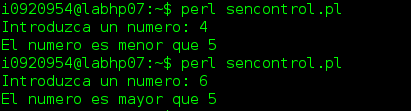 i0920954@labhp07:~$ perl sencontrol.pl
Introduzca un numero: 4
El numero es menor que 5
i0920954@labhp07:~$ perl sencontrol.pl
Introduzca un numero: 6
El numero es mayor que 5